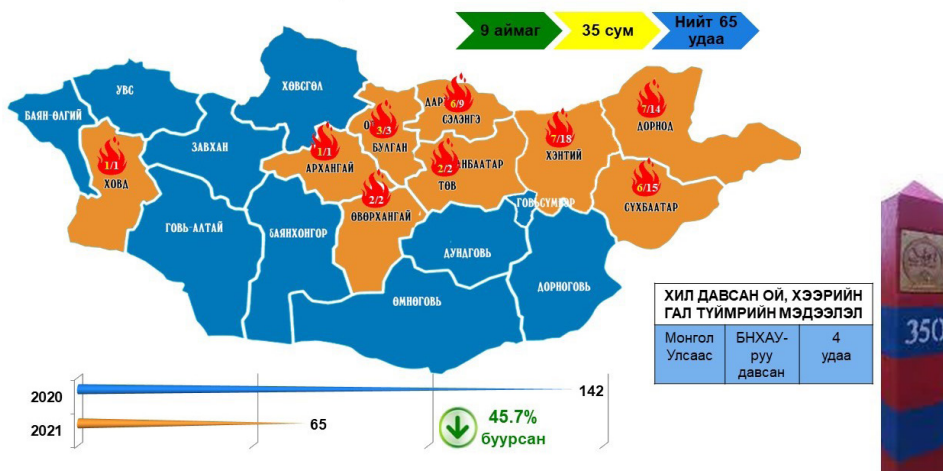 9 аймаг
35 сум
Нийт 65
удаа
ХӨВСГӨЛ
УВС
БАЯН-ӨЛГИЙ
ЗАВХАН
ДАР
6/9
СЭЛЭНГЭ
7/14
ДОРНОД
3/3
БУЛГАН
7/18
ХЭНТИЙ
1/1
ХОВД
1/1
АРХАНГАЙ
2/2
АНБААТАР
ТӨВ
6/15
СҮХБААТАР
2/2
ӨВӨРХАНГАЙ
ГОВЬСҮМБЭР
ГОВЬ-АЛТАЙ
БАЯНХОНГОР
ДУНДГОВЬ
ДОРНОГОВЬ
ӨМНӨГОВЬ
ХИЛ ДАВСАН ОЙ, ХЭЭРИЙН
ГАЛ ТҮЙМРИЙН МЭДЭЭЛЭЛ
Монгол
Улсаас
БНХАУ-
руу
давсан
4
удаа
350
2020
142
2021
65
45.7%
буурсан